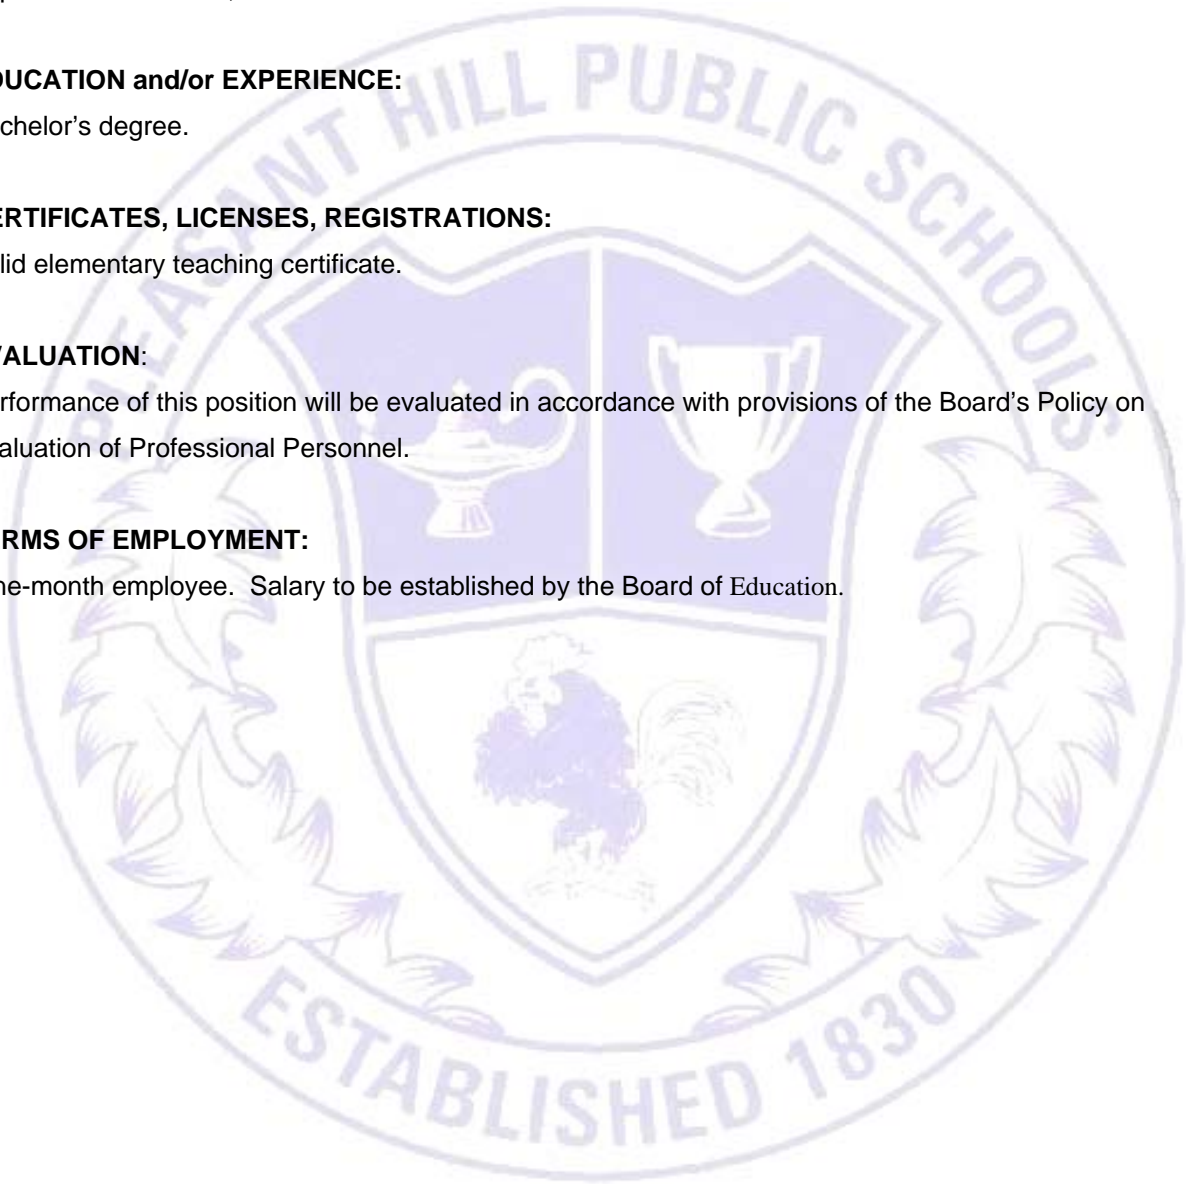 DUCATION and/or EXPERIENCE:
chelor’s degree.
ERTIFICATES, LICENSES, REGISTRATIONS:
lid elementary teaching certificate.
VALUATION:
rformance of this position will be evaluated in accordance with provisions of the Board’s Policy on
aluation of Professional Personnel.
RMS OF EMPLOYMENT:
ne-month employee.  Salary to be established by the Board of Education.
PLEASANT HILL PUBLIC SCHOOLS
ESTABLISHED 1830